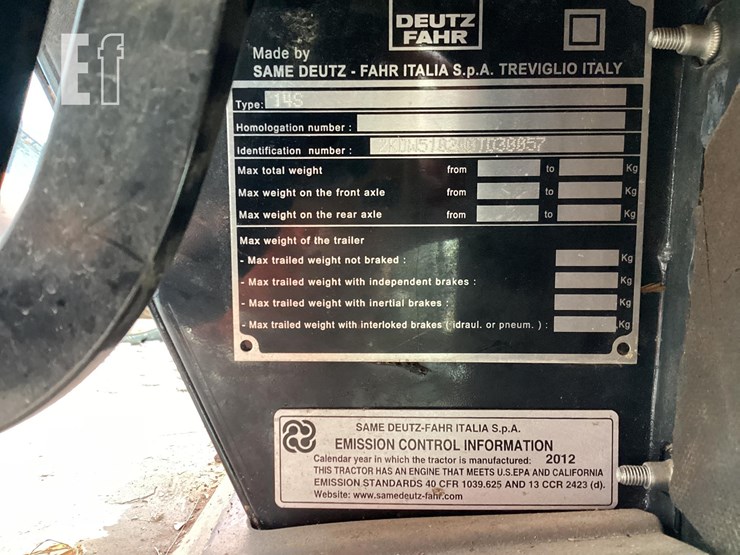 Ef
DEUTZ
FAHR
Made by
SAME DEUTZ - FAHR ITALIA S.p.A. TREVIGLIO ITALY
Type: 14S
Homologation number :
Identification number :
Max total weight from to Kg
Max weight on the front axle from to Kg
Max weight on the rear axle from to Kg
Max weight of the trailer
- Max trailed weight not braked : Kg
- Max trailed weight with independent brakes : Kg
- Max trailed weight with inertial brakes : Kg
- Max trailed weight with interloked brakes ( idraul. or pneum. ) : Kg
SAME DEUTZ-FAHR ITALIA S.p.A.
EMISSION CONTROL INFORMATION
Calendar year in which the tractor is manufactured: 2012
THIS TRACTOR HAS AN ENGINE THAT MEETS U.S.EPA AND CALIFORNIA
EMISSION STANDARDS 40 CFR 1039.625 AND 13 CCR 2423 (d).
Website: www.samedeutz-fahr.com